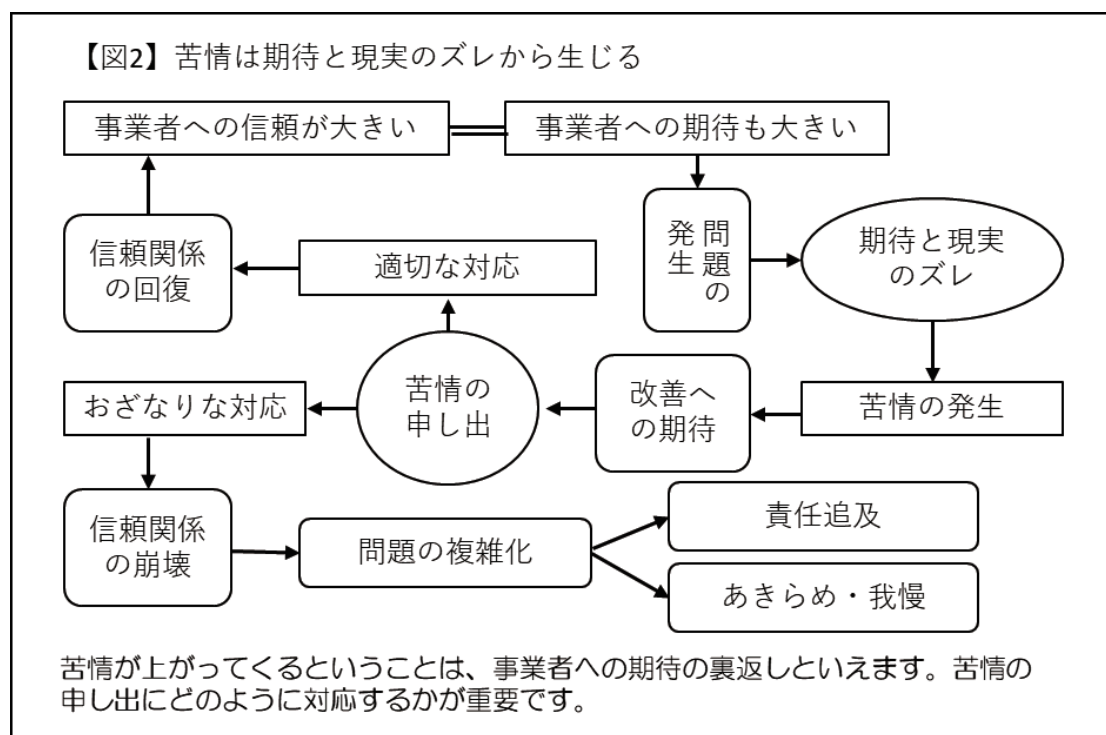 【図2】苦情は期待と現実のズレから生じる
事業者への信頼が大きい
事業者への期待も大きい
問題の
発生
期待と現実
のズレ
信頼関係
の回復
適切な対応
苦情の
申し出
改善へ
の期待
苦情の発生
おざなりな対応
信頼関係
の崩壊
問題の複雑化
責任追及
あきらめ・我慢
苦情が上がってくるということは、事業者への期待の裏返しといえます。苦情の
申し出にどのように対応するかが重要です。